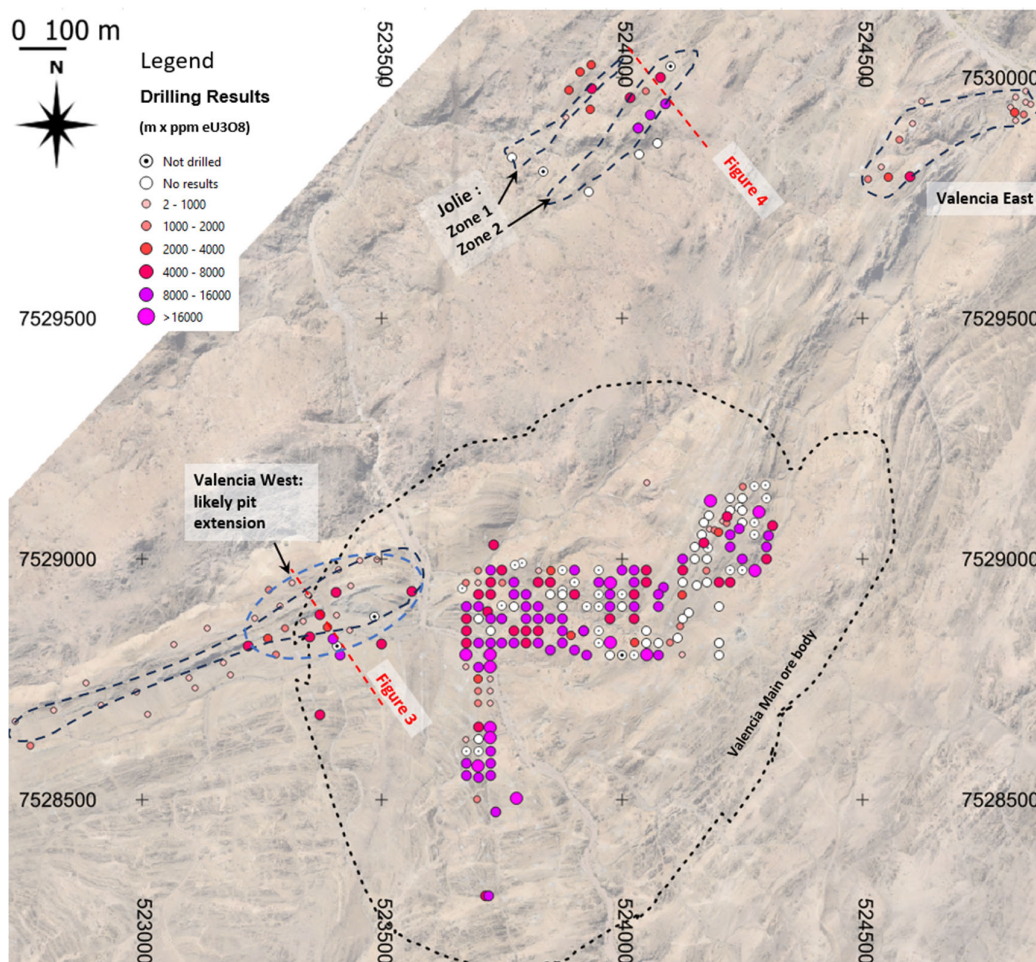 0 100 m
N
Legend
Drilling Results
(m x ppm eU3O8)
Not drilled
No results
2 - 1000
1000 - 2000
2000 - 4000
4000 - 8000
8000 - 16000
>16000
523500
524000
524500
7530000
Jolie :
Zone 1
Zone 2
Figure 4
Valencia East
7529500
7529500
Valencia West:
likely pit
extension
7529000
7529000
Figure 3
Valencia Main ore body
7528500
7528500
523000
523500
524000
524500